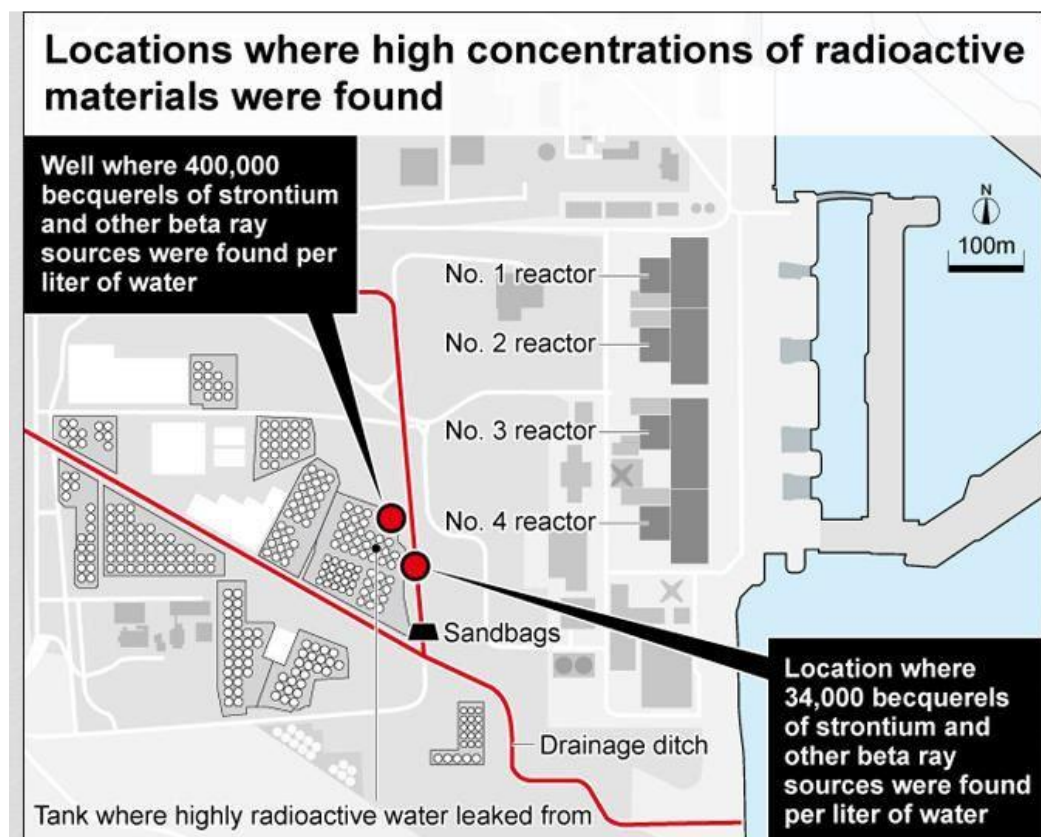 Locations where high concentrations of radioactive
materials were found
Well where 400,000
becquerels of strontium
and other beta ray
sources were found per
liter of water
N
100m
No. 1 reactor
No. 2 reactor
No. 3 reactor
No. 4 reactor
Sandbags
Drainage ditch
Tank where highly radioactive water leaked from
Location where
34,000 becquerels
of strontium and
other beta ray
sources were found
per liter of water